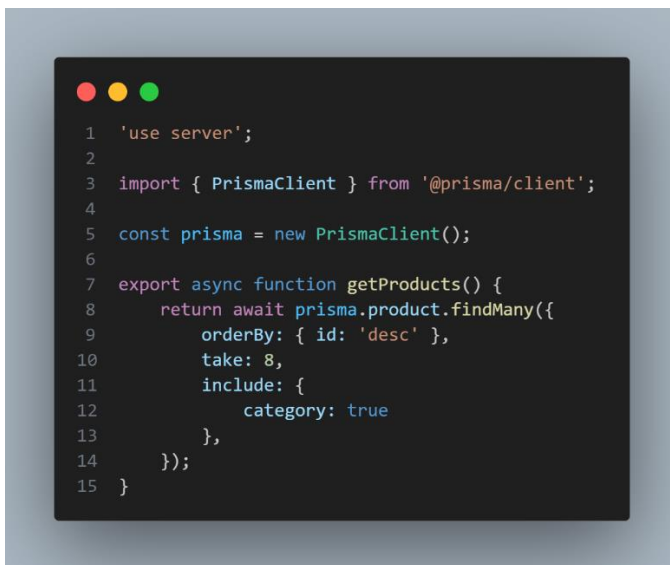 1 'use server';
2
3 import { PrismaClient } from '@prisma/client';
4
5 const prisma = new PrismaClient();
6
7 export async function getProducts() {
8     return await prisma.product.findMany({
9         orderBy: { id: 'desc' },
10         take: 8,
11         include: {
12             category: true
13         },
14     });
15 }